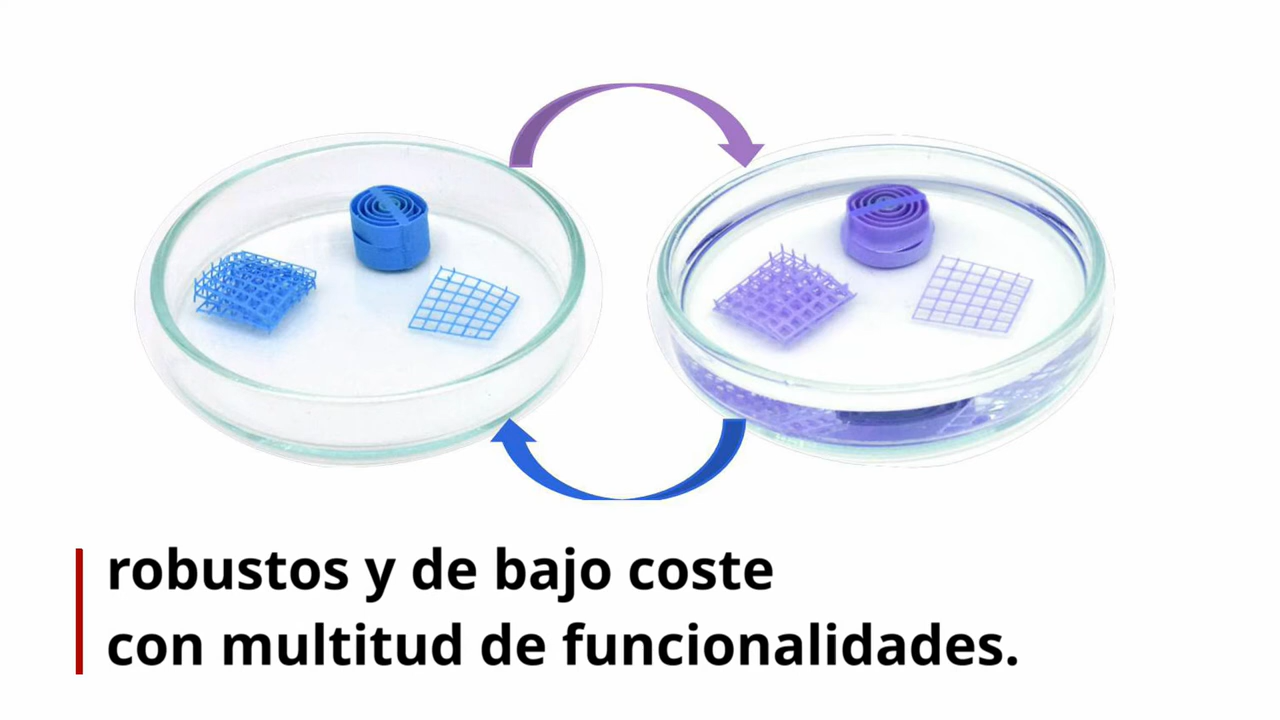 robustos y de bajo coste
con multitud de funcionalidades.